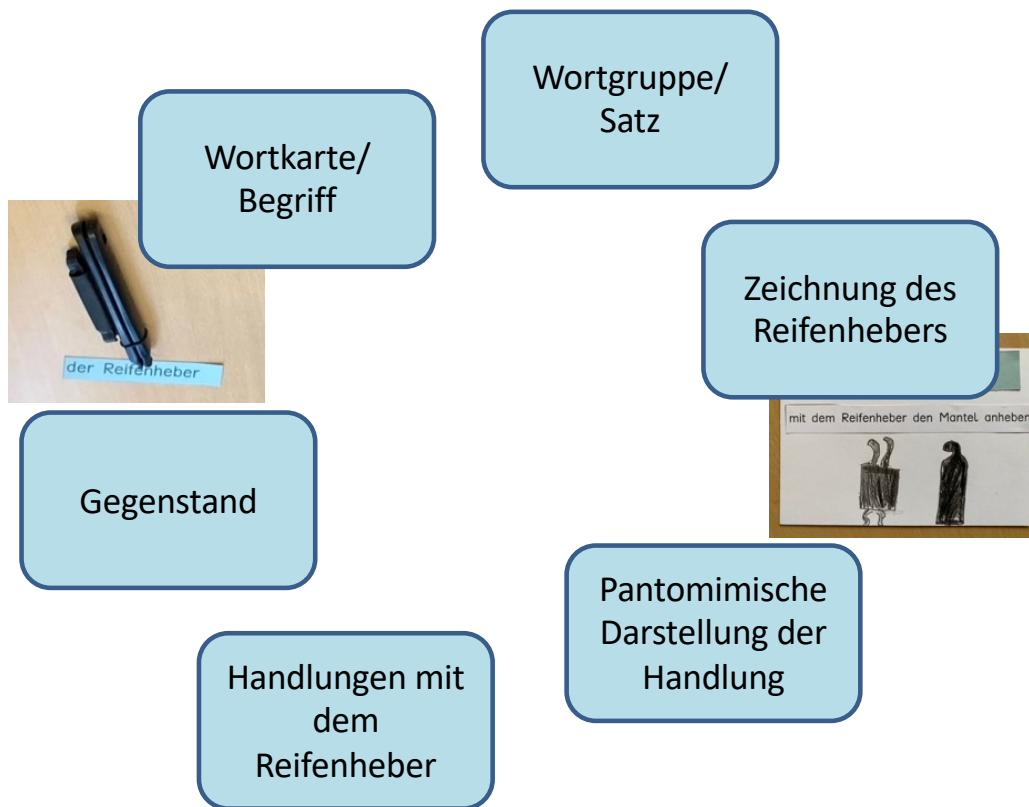 Wortgruppe/
Satz
Wortkarte/
Begriff
Zeichnung des
Reifenhebers
der Reifenheber
mit dem Reifenheber den Mantel anheben
Gegenstand
Pantomimische
Darstellung der
Handlung
Handlungen mit
dem
Reifenheber